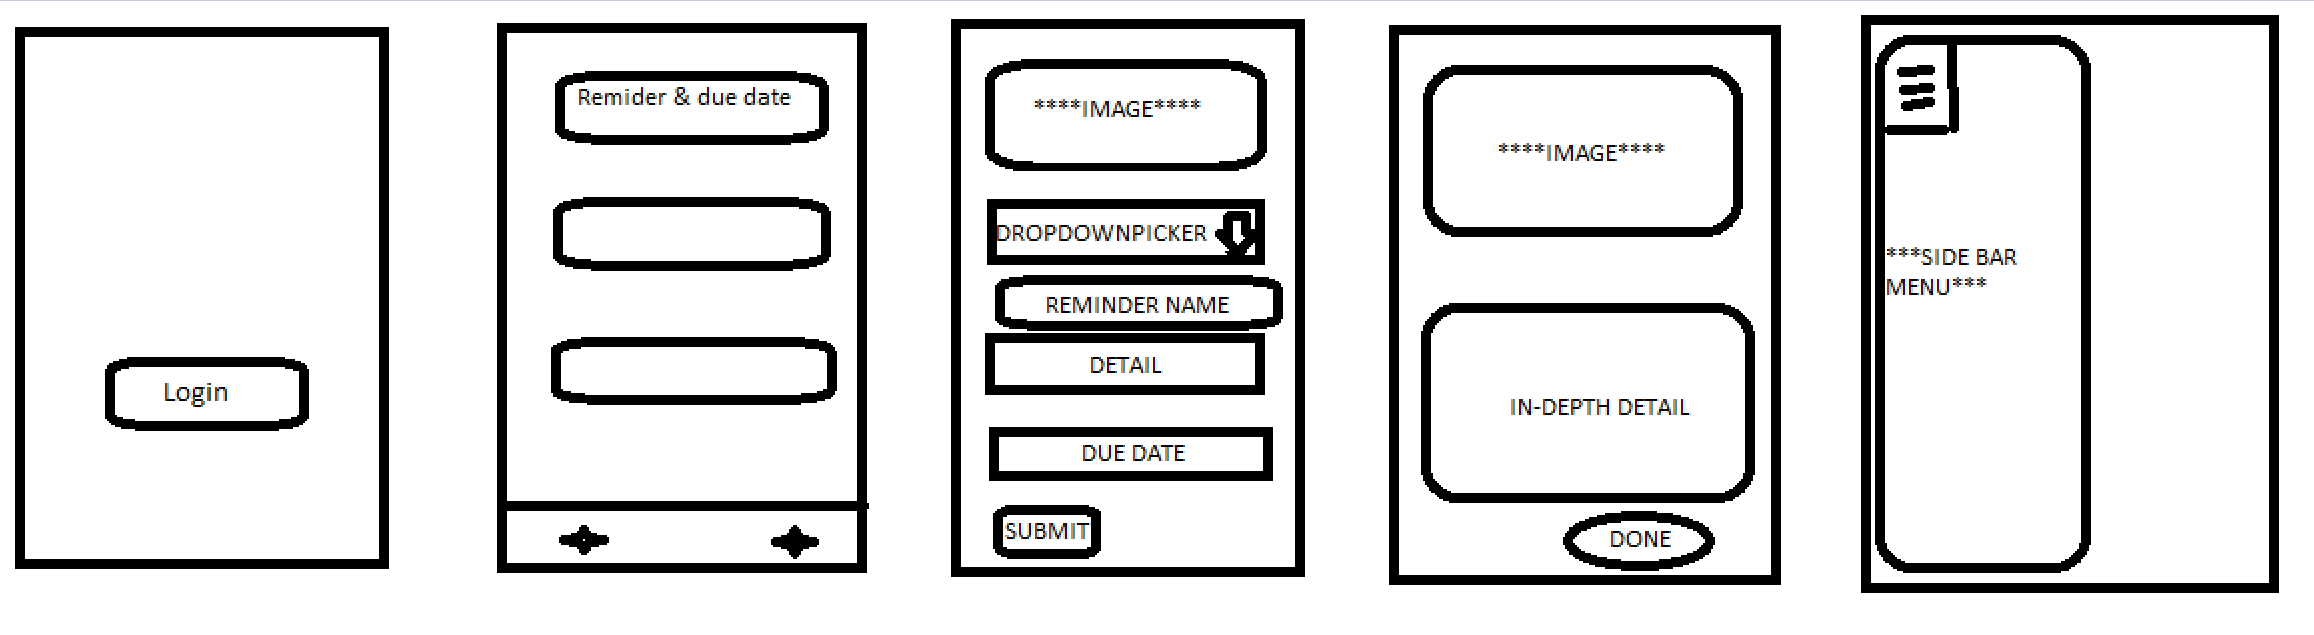 Login
Remider & due date
****IMAGE****
DROPDOWNPICKER
REMINDER NAME
DETAIL
DUE DATE
SUBMIT
****IMAGE****
IN-DEPTH DETAIL
DONE
***SIDE BAR
MENU***